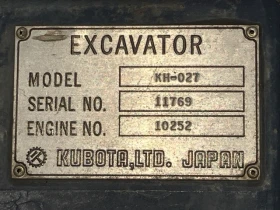 EXCAVATOR
MODEL KH-027
SERIAL NO. 11769
ENGINE NO. 10252
KUBOTA,LTD. JAPAN